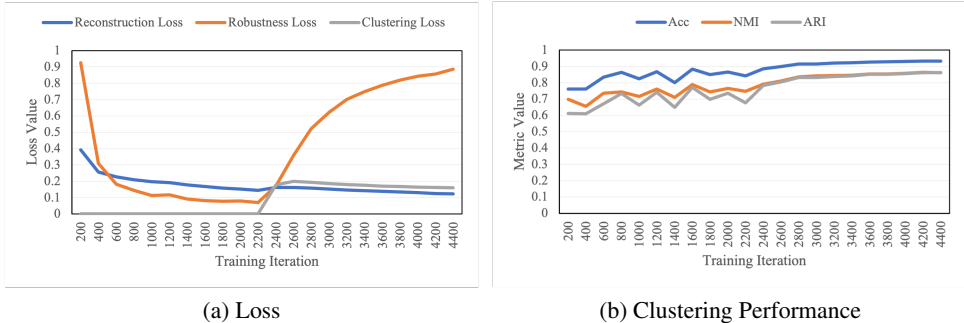 Reconstruction Loss Robustness Loss Clustering Loss
1
0.9
0.8
0.7
0.6
0.5
0.4
0.3
0.2
0.1
0
Loss Value
200 400 600 800 1000 1200 1400 1600 1800 2000 2200 2400 2600 2800 3000 3200 3400 3600 3800 4000 4200 4400
Training Iteration
(a) Loss
Acc NMI ARI
1
0.9
0.8
0.7
0.6
0.5
0.4
0.3
0.2
0.1
0
Metric Value
200 400 600 800 1000 1200 1400 1600 1800 2000 2200 2400 2600 2800 3000 3200 3400 3600 3800 4000 4200 4400
Training Iteration
(b) Clustering Performance